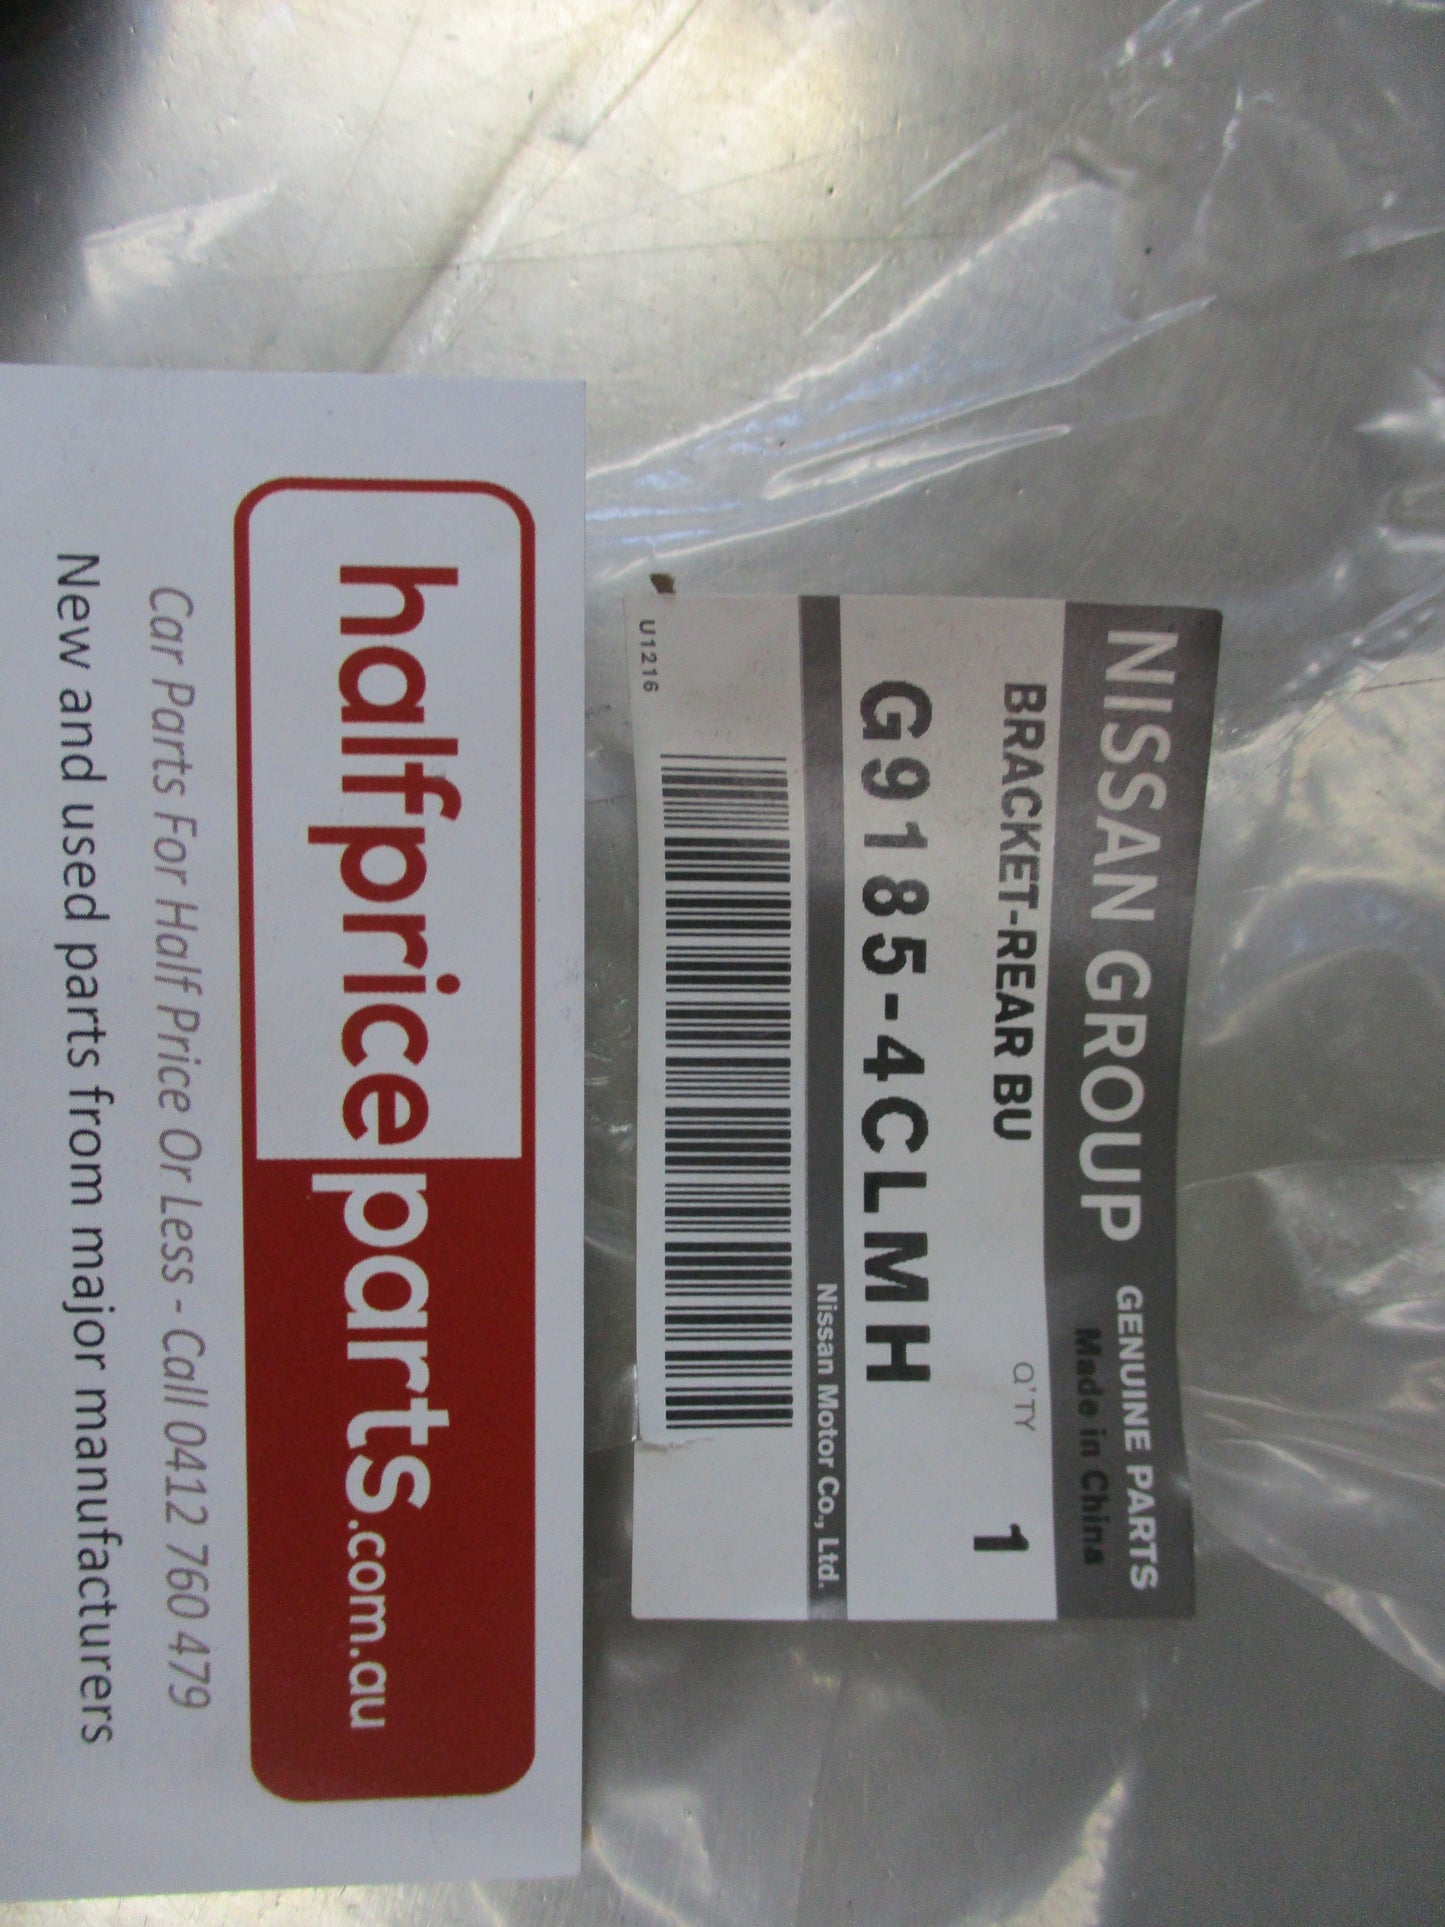 NISSAN GROUP GENUINE PARTS
Made in China
BRACKET-REAR BU Q'TY 1
G9185-4CLMH
Nissan Motor Co., Ltd.
U1216
halfpriceparts.com.au
Car Parts For Half Price Or Less - Call 0412 760 479
New and used parts from major manufacturers